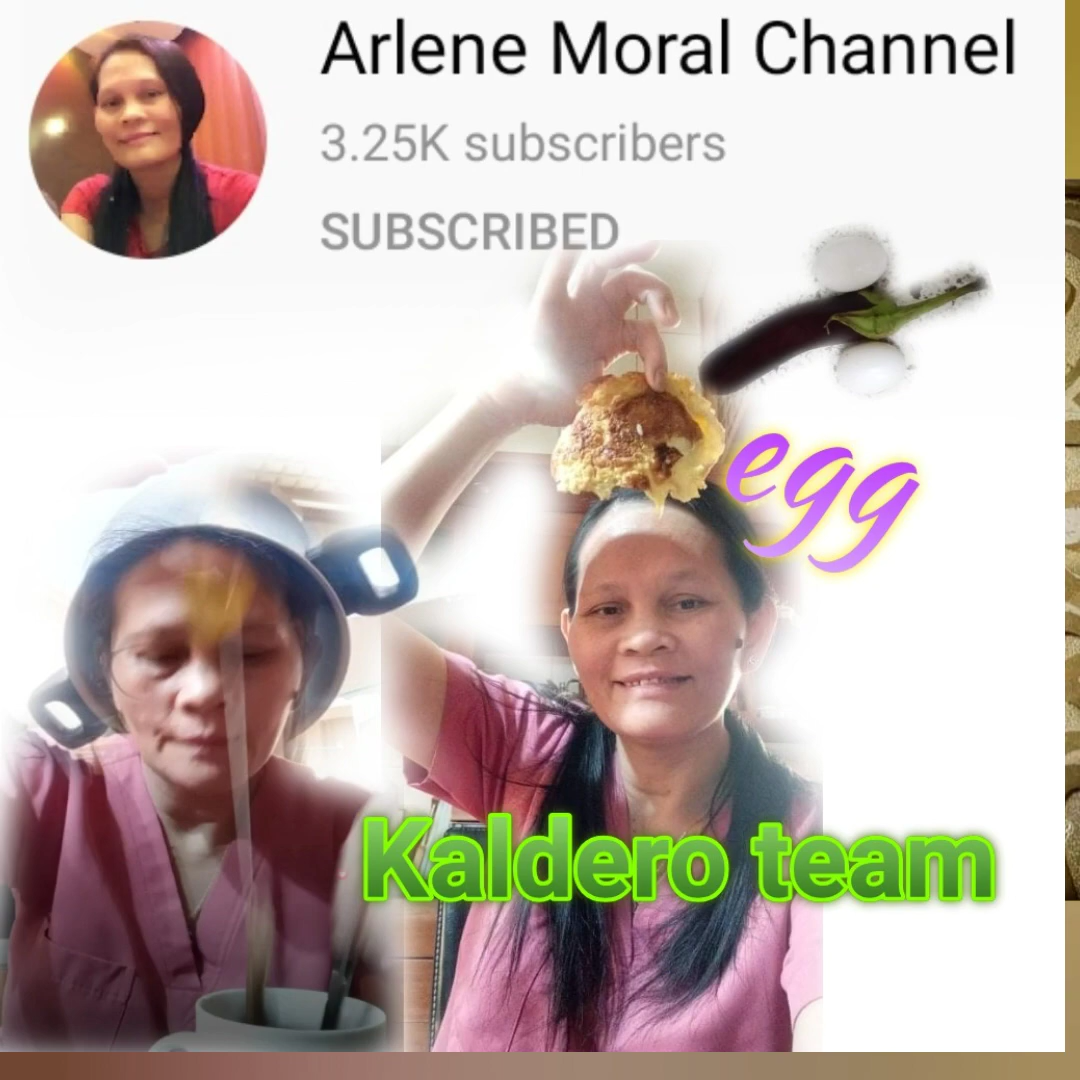 Arlene Moral Channel
3.25K subscribers
SUBSCRIBED
egg
Kaldero team